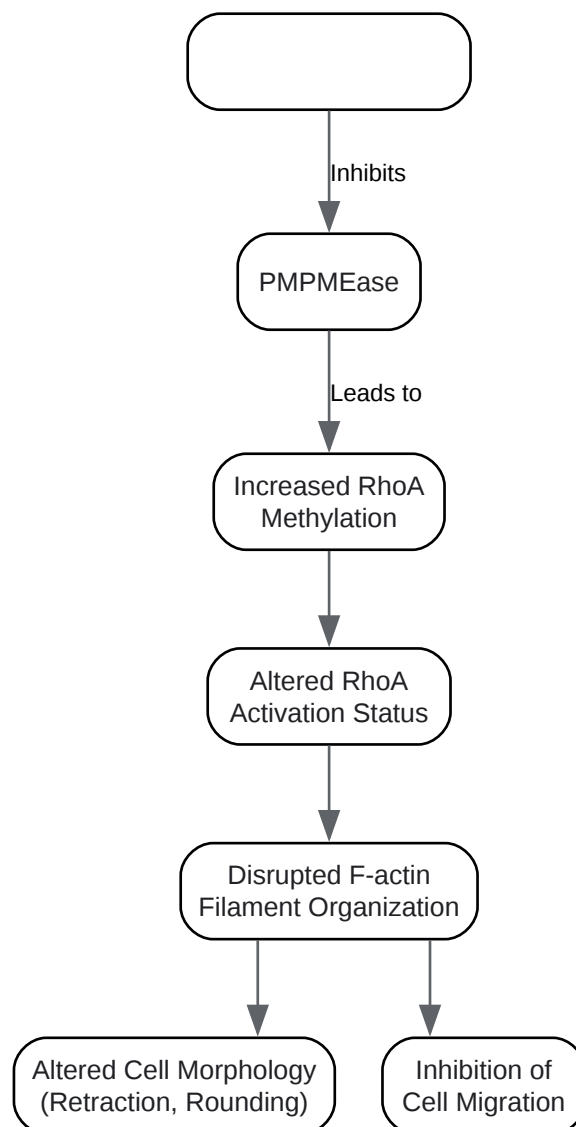 Inhibits
PMPMEase
Leads to
Increased RhoA
Methylation
Altered RhoA
Activation Status
Disrupted F-actin
Filament Organization
Altered Cell Morphology
(Retraction, Rounding)
Inhibition of
Cell Migration